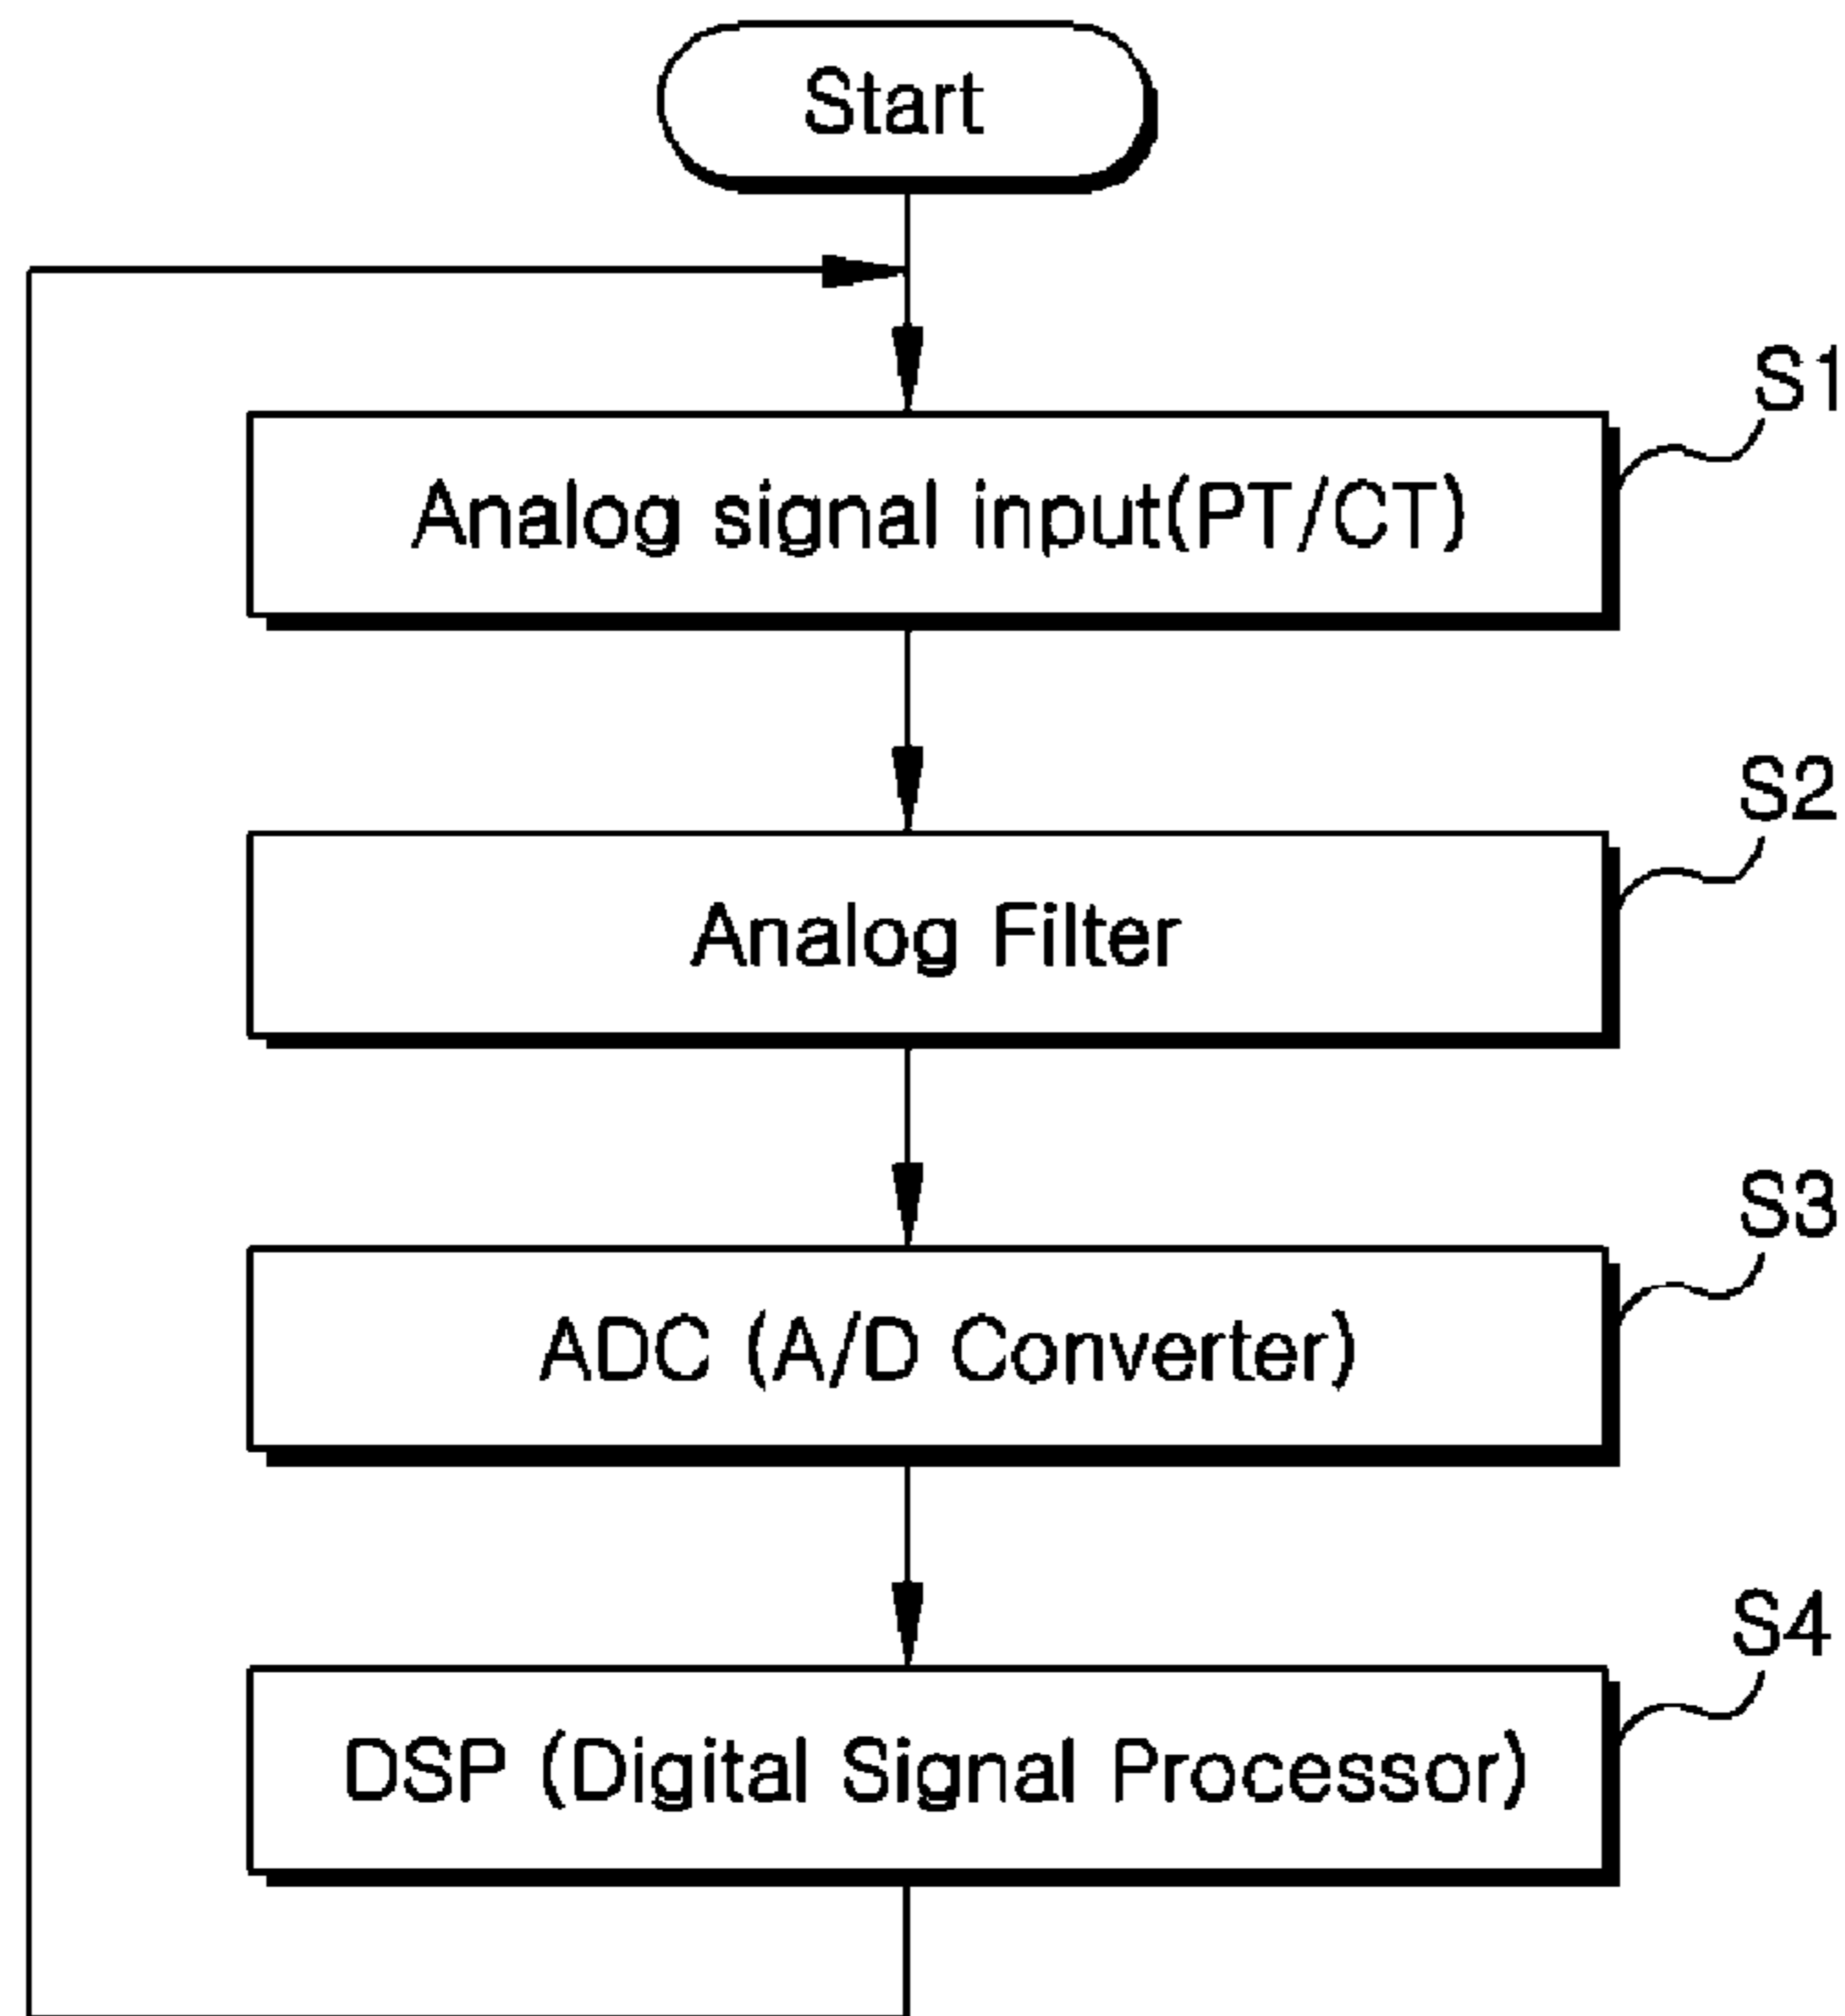 Start
S1
Analog signal input(PT/CT)
S2
Analog Filter
S3
ADC (A/D Converter)
S4
DSP (Digital Signal Processor)